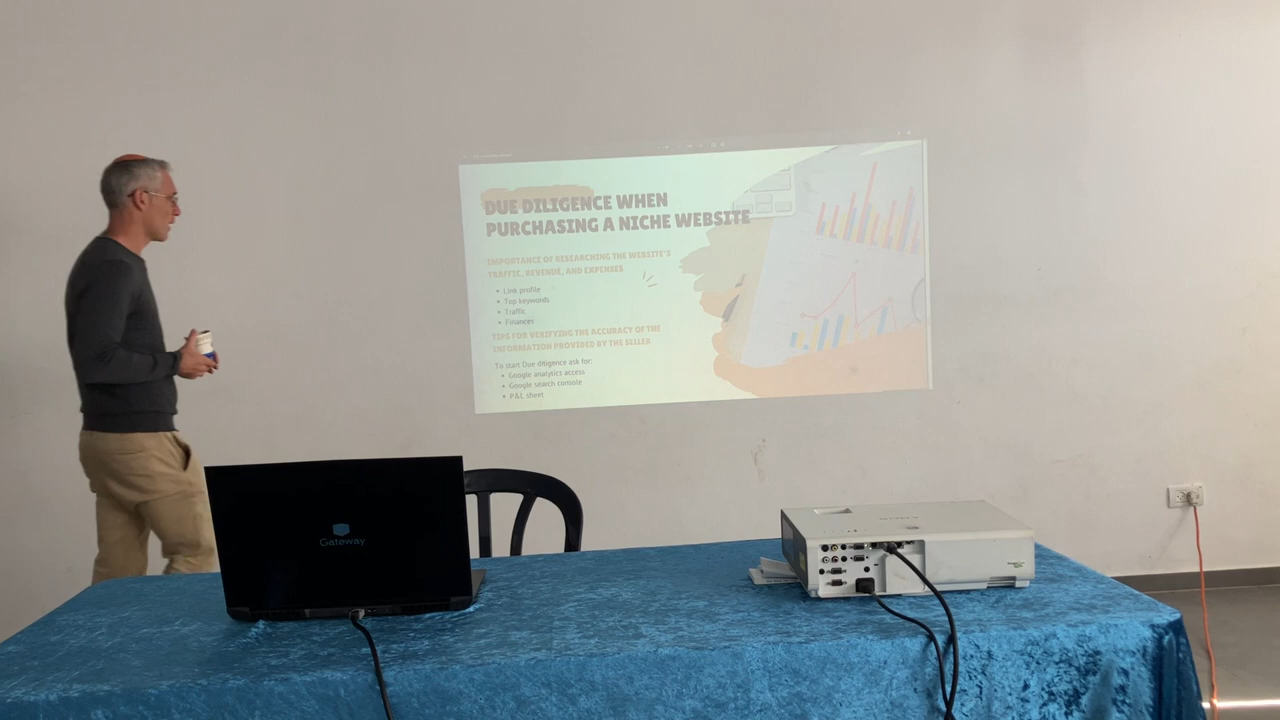 DUE DILIGENCE WHEN
PURCHASING A NICHE WEBSITE
IMPORTANCE OF RESEARCHING THE WEBSITE'S
TRAFFIC, REVENUE, AND EXPENSES
• Link profile
• Top keywords
• Traffic
• Finances
TIPS FOR VERIFYING THE ACCURACY OF THE
INFORMATION PROVIDED BY THE SELLER
To start Due diligence ask for:
• Google analytics access
• Google search console
• P&L sheet
Gateway